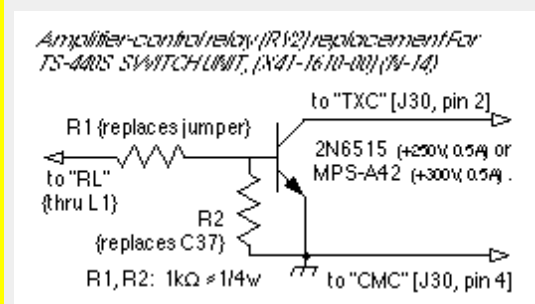 Amplifier-control relay (RY2) replacement For
TS-440S SWITCH UNIT, (X41-1610-00) (N-14)
to "TXC" [J30, pin 2]
R1 (replaces jumper)
2N6515 (+250V, 0.5A) or
MPS-A42 (+300V, 0.5A) .
to "RL"
(thru L1)
R2
(replaces C37)
R1, R2: 1kΩ ≠ 1/4w
to "CMC" [J30, pin 4]